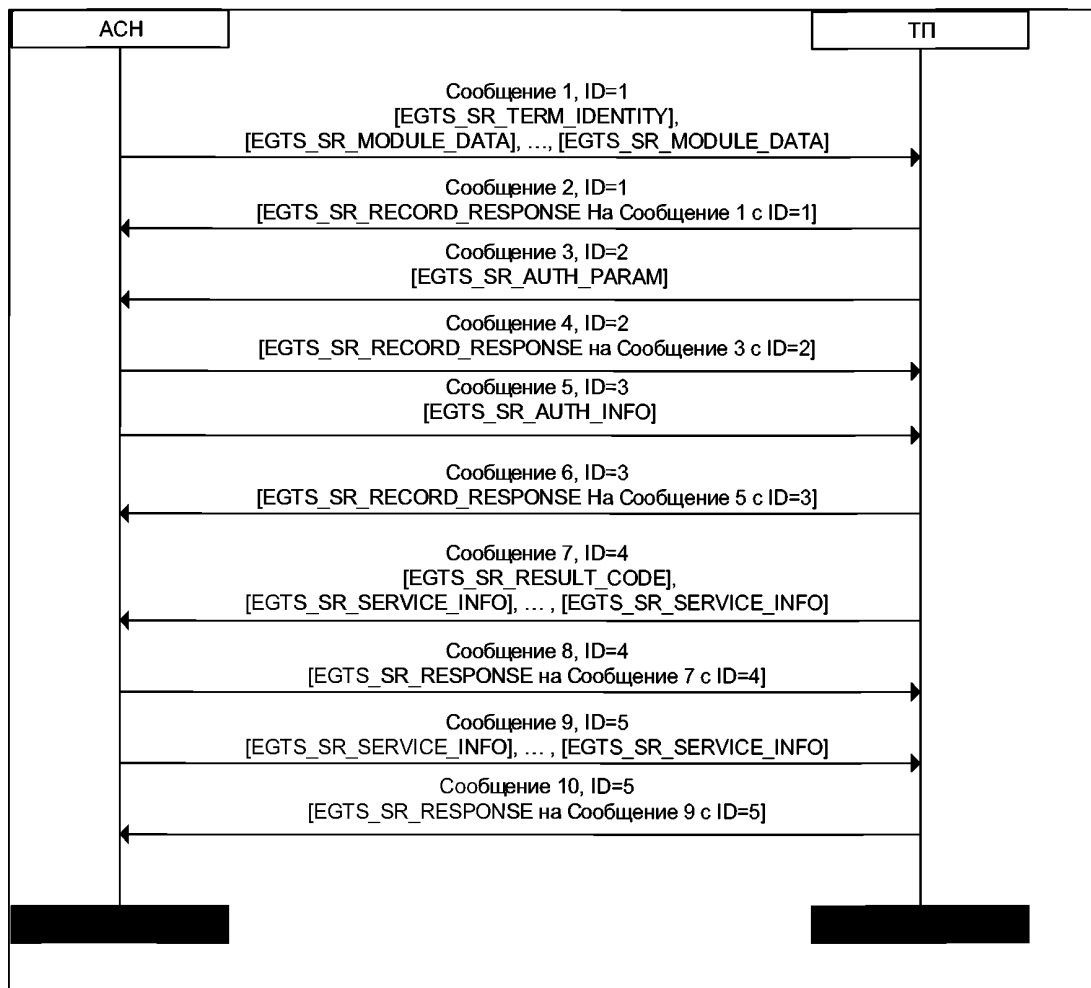 АСН
ТП
Сообщение 1, ID=1
[EGTS_SR_TERM_IDENTITY],
[EGTS_SR_MODULE_DATA], ..., [EGTS_SR_MODULE_DATA]
Сообщение 2, ID=1
[EGTS_SR_RECORD_RESPONSE На Сообщение 1 с ID=1]
Сообщение 3, ID=2
[EGTS_SR_AUTH_PARAM]
Сообщение 4, ID=2
[EGTS_SR_RECORD_RESPONSE на Сообщение 3 с ID=2]
Сообщение 5, ID=3
[EGTS_SR_AUTH_INFO]
Сообщение 6, ID=3
[EGTS_SR_RECORD_RESPONSE На Сообщение 5 с ID=3]
Сообщение 7, ID=4
[EGTS_SR_RESULT_CODE],
[EGTS_SR_SERVICE_INFO], ... , [EGTS_SR_SERVICE_INFO]
Сообщение 8, ID=4
[EGTS_SR_RESPONSE на Сообщение 7 с ID=4]
Сообщение 9, ID=5
[EGTS_SR_SERVICE_INFO], ... , [EGTS_SR_SERVICE_INFO]
Сообщение 10, ID=5
[EGTS_SR_RESPONSE на Сообщение 9 с ID=5]